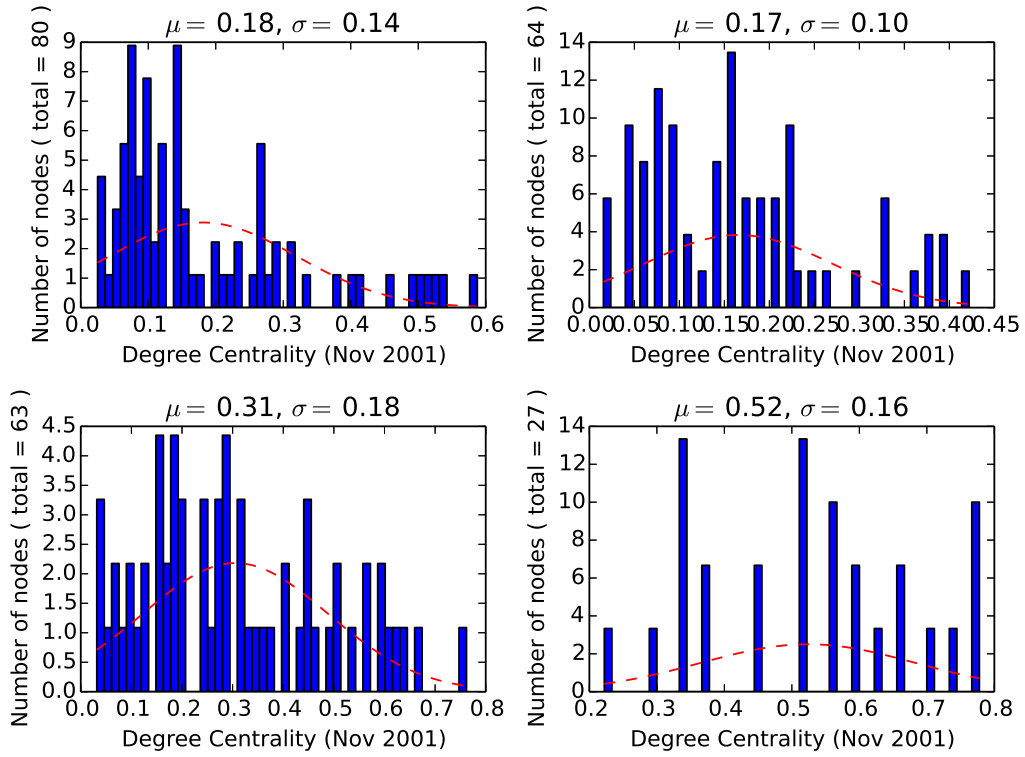 μ = 0.18, σ = 0.14
Number of nodes ( total = 80 )
9
8
7
6
5
4
3
2
1
0
0.0 0.1 0.2 0.3 0.4 0.5 0.6
Degree Centrality (Nov 2001)
μ = 0.17, σ = 0.10
Number of nodes ( total = 64 )
14
12
10
8
6
4
2
0
0.00 0.05 0.10 0.15 0.20 0.25 0.30 0.35 0.40 0.45
Degree Centrality (Nov 2001)
μ = 0.31, σ = 0.18
Number of nodes ( total = 63 )
4.5
4.0
3.5
3.0
2.5
2.0
1.5
1.0
0.5
0.0
0.0 0.1 0.2 0.3 0.4 0.5 0.6 0.7 0.8
Degree Centrality (Nov 2001)
μ = 0.52, σ = 0.16
Number of nodes ( total = 27 )
14
12
10
8
6
4
2
0
0.2 0.3 0.4 0.5 0.6 0.7 0.8
Degree Centrality (Nov 2001)